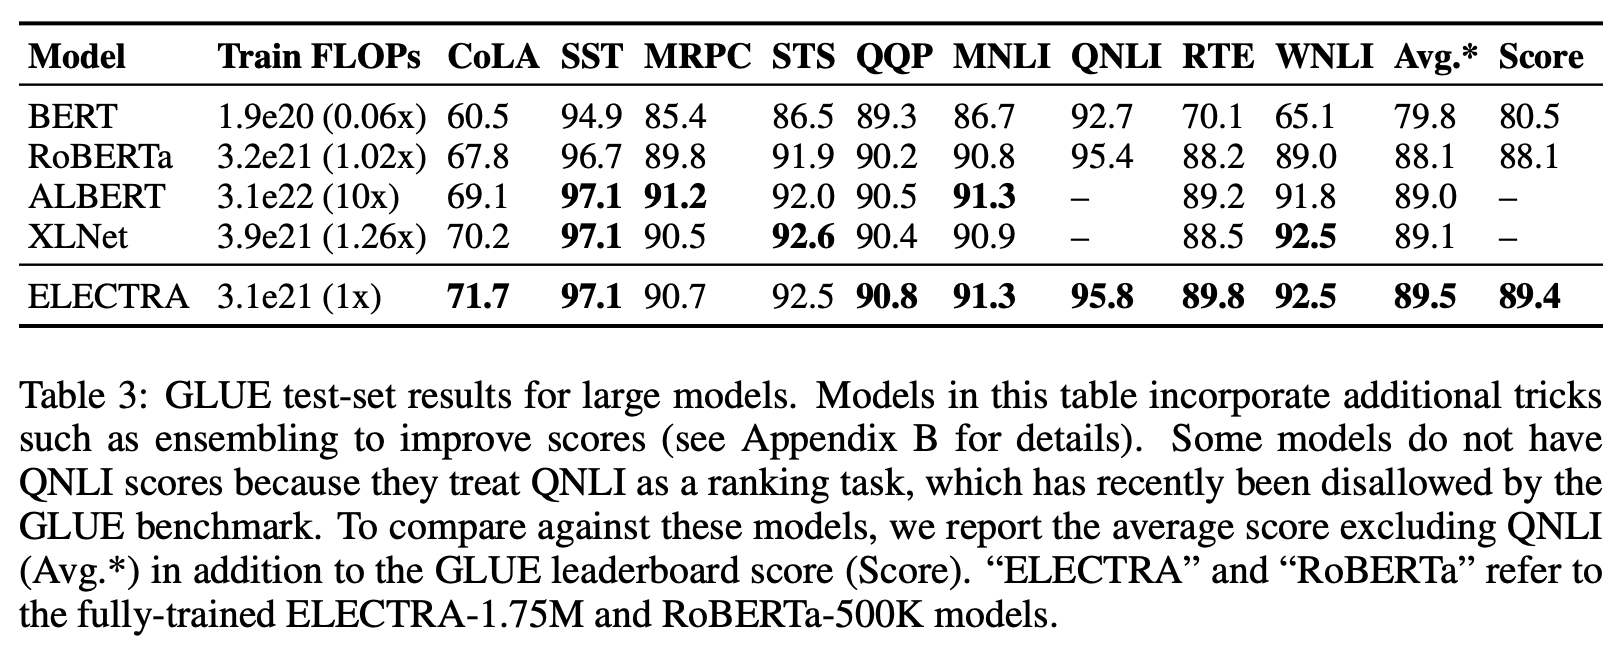 Model Train FLOPs CoLA SST MRPC STS QQP MNLI QNLI RTE WNLI Avg.* Score
BERT 1.9e20 (0.06x) 60.5 94.9 85.4 86.5 89.3 86.7 92.7 70.1 65.1 79.8 80.5
RoBERTa 3.2e21 (1.02x) 67.8 96.7 89.8 91.9 90.2 90.8 95.4 88.2 89.0 88.1 88.1
ALBERT 3.1e22 (10x) 69.1 97.1 91.2 92.0 90.5 91.3 – 89.2 91.8 89.0 –
XLNet 3.9e21 (1.26x) 70.2 97.1 90.5 92.6 90.4 90.9 – 88.5 92.5 89.1 –
ELECTRA 3.1e21 (1x) 71.7 97.1 90.7 92.5 90.8 91.3 95.8 89.8 92.5 89.5 89.4
Table 3: GLUE test-set results for large models. Models in this table incorporate additional tricks
such as ensembling to improve scores (see Appendix B for details). Some models do not have
QNLI scores because they treat QNLI as a ranking task, which has recently been disallowed by the
GLUE benchmark. To compare against these models, we report the average score excluding QNLI
(Avg.*) in addition to the GLUE leaderboard score (Score). “ELECTRA” and “RoBERTa” refer to
the fully-trained ELECTRA-1.75M and RoBERTa-500K models.